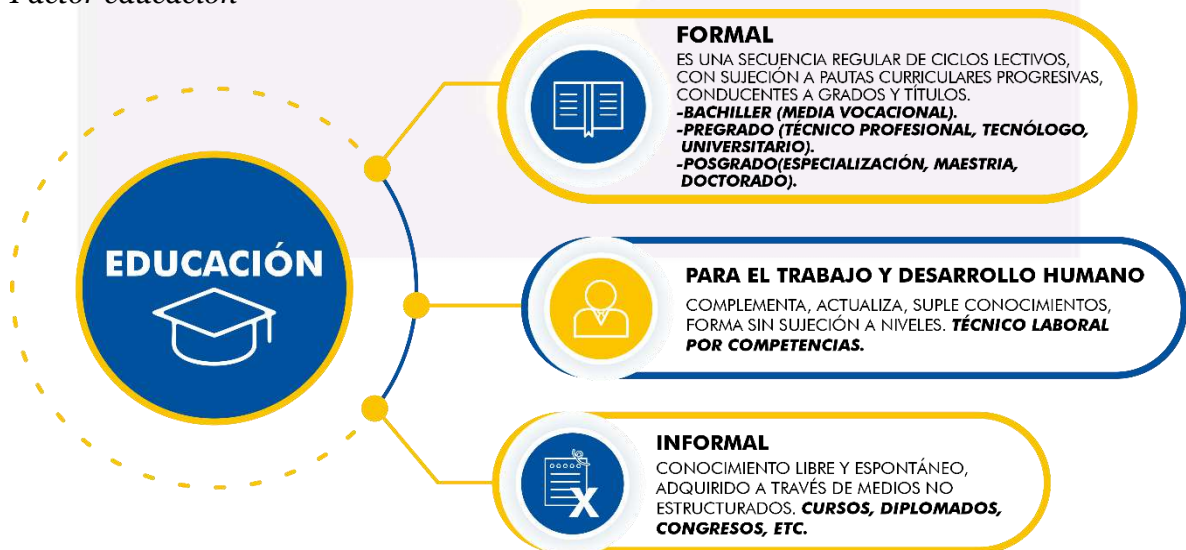 Factor educación
FORMAL
ES UNA SECUENCIA REGULAR DE CICLOS LECTIVOS,
CON SUJECIÓN A PAUTAS CURRICULARES PROGRESIVAS,
CONDUCENTES A GRADOS Y TÍTULOS.
-BACHILLER (MEDIA VOCACIONAL).
-PREGRADO (TÉCNICO PROFESIONAL, TECNÓLOGO,
UNIVERSITARIO).
-POSGRADO(ESPECIALIZACIÓN, MAESTRIA,
DOCTORADO).
EDUCACIÓN
PARA EL TRABAJO Y DESARROLLO HUMANO
COMPLEMENTA, ACTUALIZA, SUPLE CONOCIMIENTOS,
FORMA SIN SUJECIÓN A NIVELES. TÉCNICO LABORAL
POR COMPETENCIAS.
INFORMAL
CONOCIMIENTO LIBRE Y ESPONTÁNEO,
ADQUIRIDO A TRAVÉS DE MEDIOS NO
ESTRUCTURADOS. CURSOS, DIPLOMADOS,
CONGRESOS, ETC.